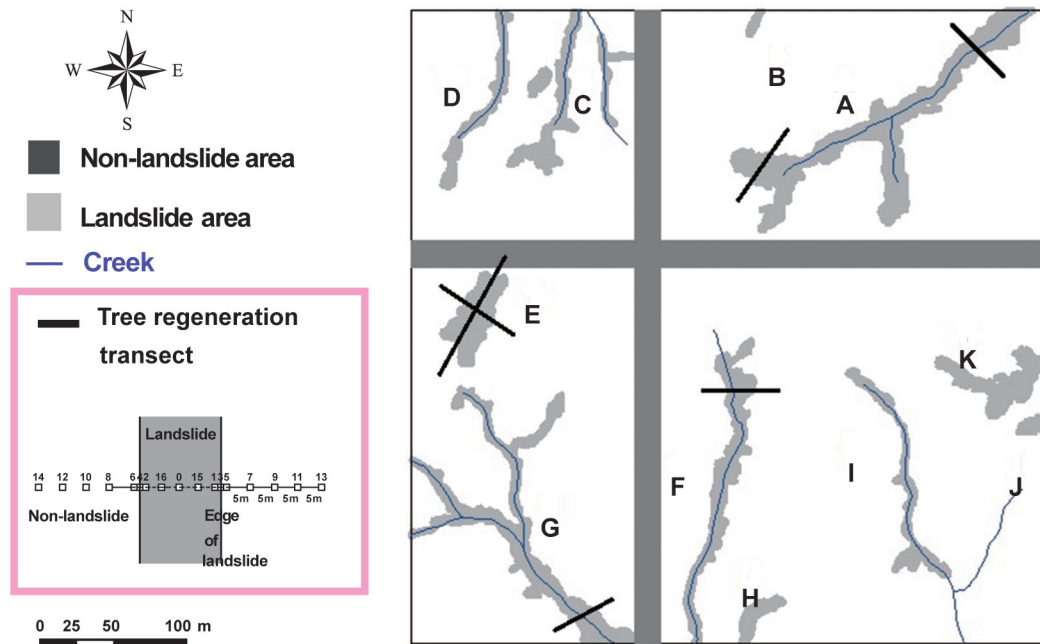 N
W E
S
Non-landslide area
Landslide area
Creek
Tree regeneration
transect
Landslide
14 12 10 8 6 4 2 16 0 15 1 3 5 7 9 11 13
5m 5m 5m 5m
Non-landslide
Edge
of
landslide
0 25 50 100 m
D
C
B
A
E
G
F
H
I
K
J